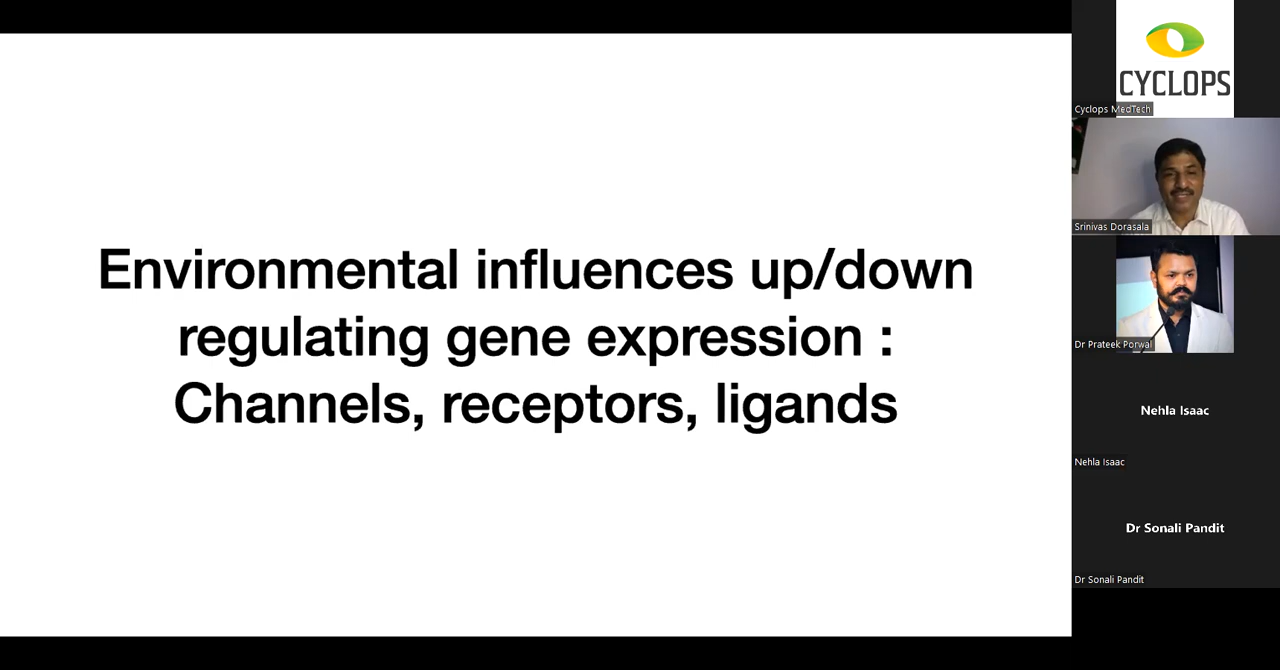 Environmental influences up/down
regulating gene expression :
Channels, receptors, ligands
CYCLOPS
Cyclops MedTech
Srinivas Dorasala
Dr Prateek Porwal
Nehla Isaac
Nehla Isaac
Dr Sonali Pandit
Dr Sonali Pandit